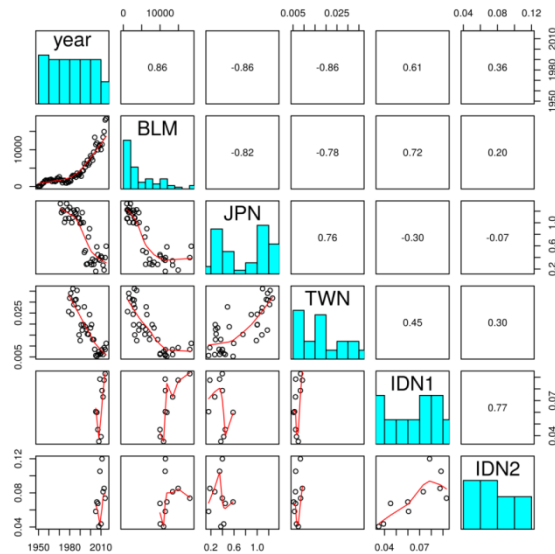 0 10000 0.005 0.025 0.04 0.08 0.12
year 0.86 -0.86 -0.86 0.61 0.36 1950 1980 2010
0 10000 BLM -0.82 -0.78 0.72 0.20
JPN 0.76 -0.30 -0.07 0.2 0.6 1.0
0.005 0.025 TWN 0.45 0.30
IDN1 0.77 0.04 0.07
0.04 0.08 0.12 IDN2
1950 1980 2010 0.2 0.6 1.0 0.04 0.07